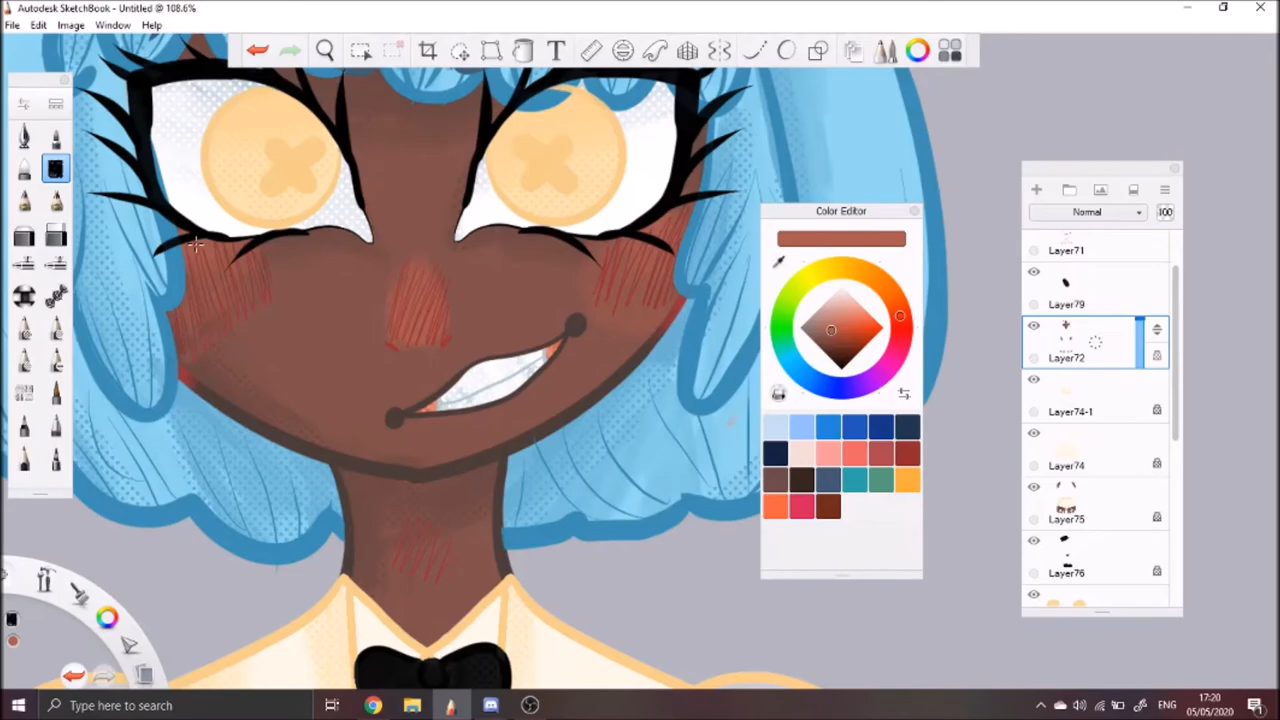 Autodesk SketchBook - Untitled @ 108.6%
File Edit Image Window Help
T
Color Editor
Normal 100
Layer71
Layer79
Layer72
Layer74-1
Layer74
Layer75
Layer76
Type here to search
ENG
17:20
05/05/2020
1